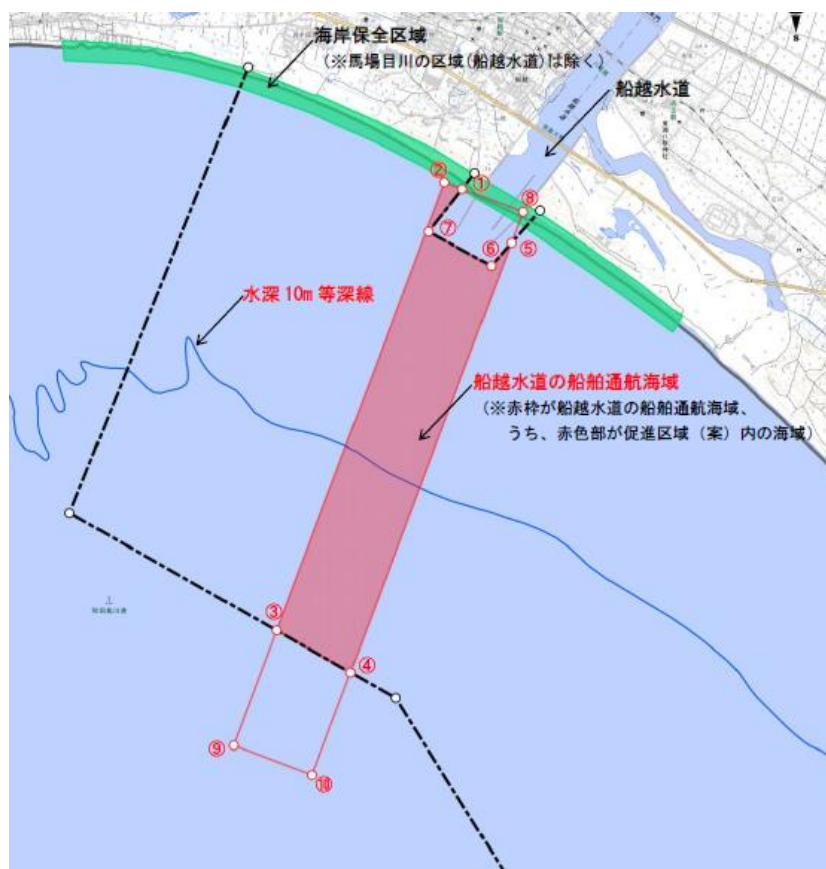 海岸保全区域
（※馬場目川の区域(船越水道)は除く）
船越水道
②
①
⑧
⑦
⑥
⑤
水深10m 等深線
船越水道の船舶通航海域
（※赤枠が船越水道の船舶通航海域、
うち、赤色部が促進区域（案）内の海域）
③
④
⑨
⑩